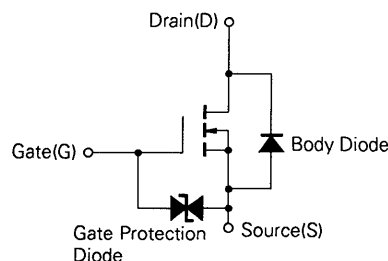 Drain(D)
Gate(G)
Body Diode
Gate Protection
Diode
Source(S)